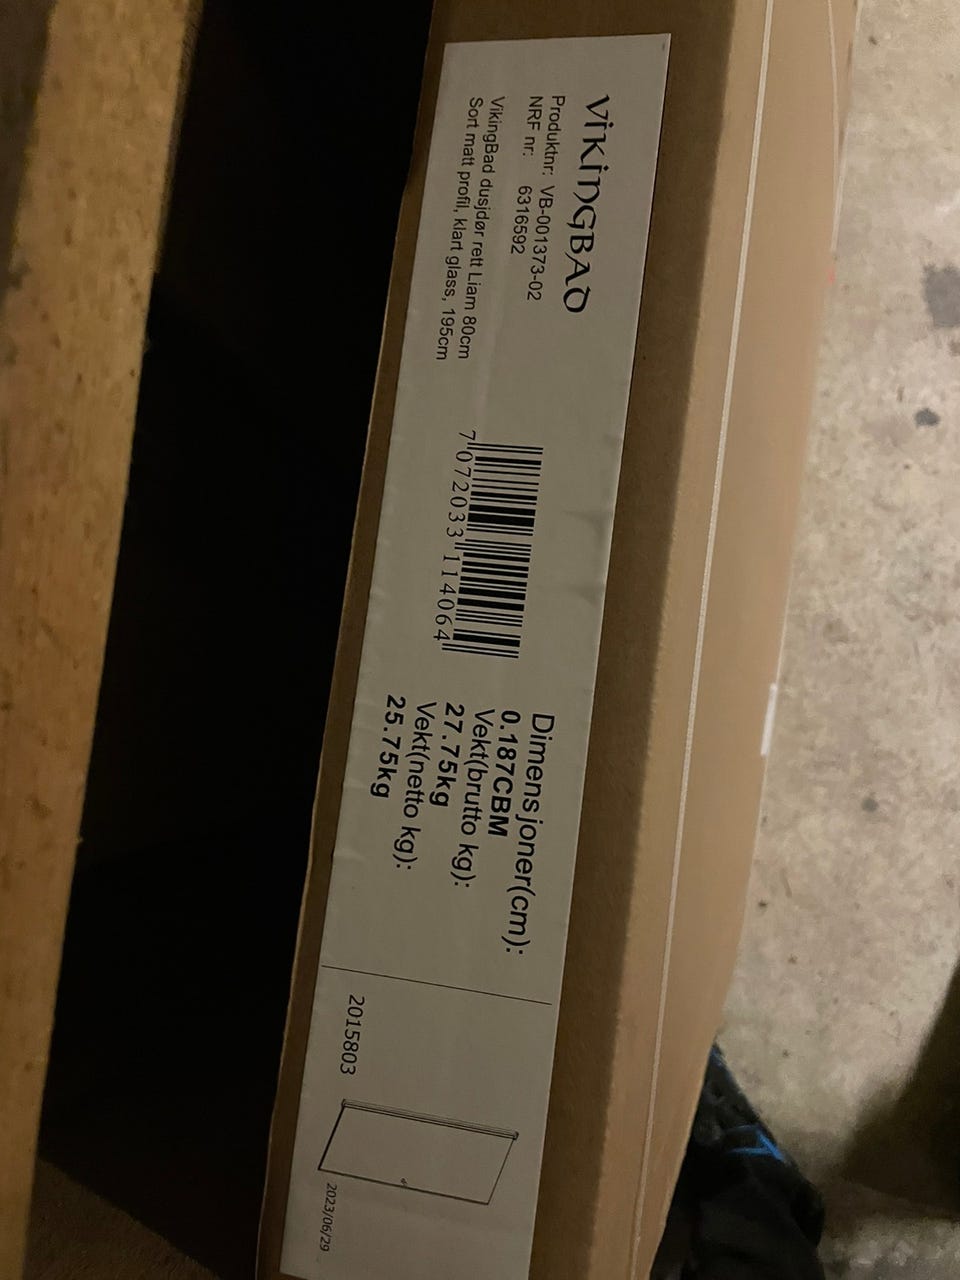 VIKINGBAD
Produktnr: VB-001373-02
NRF nr: 6316592
VikingBad dusjdør rett Liam 80cm
Sort matt profil, klart glass, 195cm
7 072033 114064
Dimensjoner(cm):
0.187CBM
Vekt(brutto kg):
27.75kg
Vekt(netto kg):
25.75kg
2015803
2023/06/29